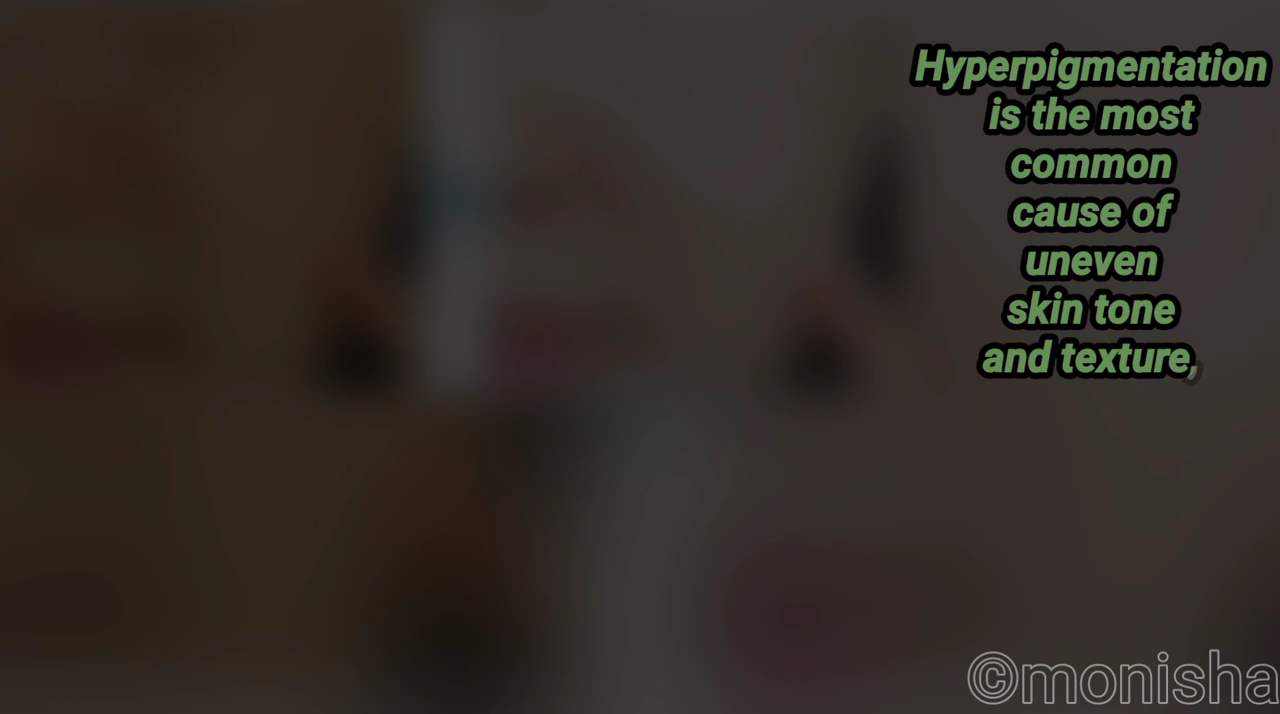 Hyperpigmentation
is the most
common
cause of
uneven
skin tone
and texture,
©monisha